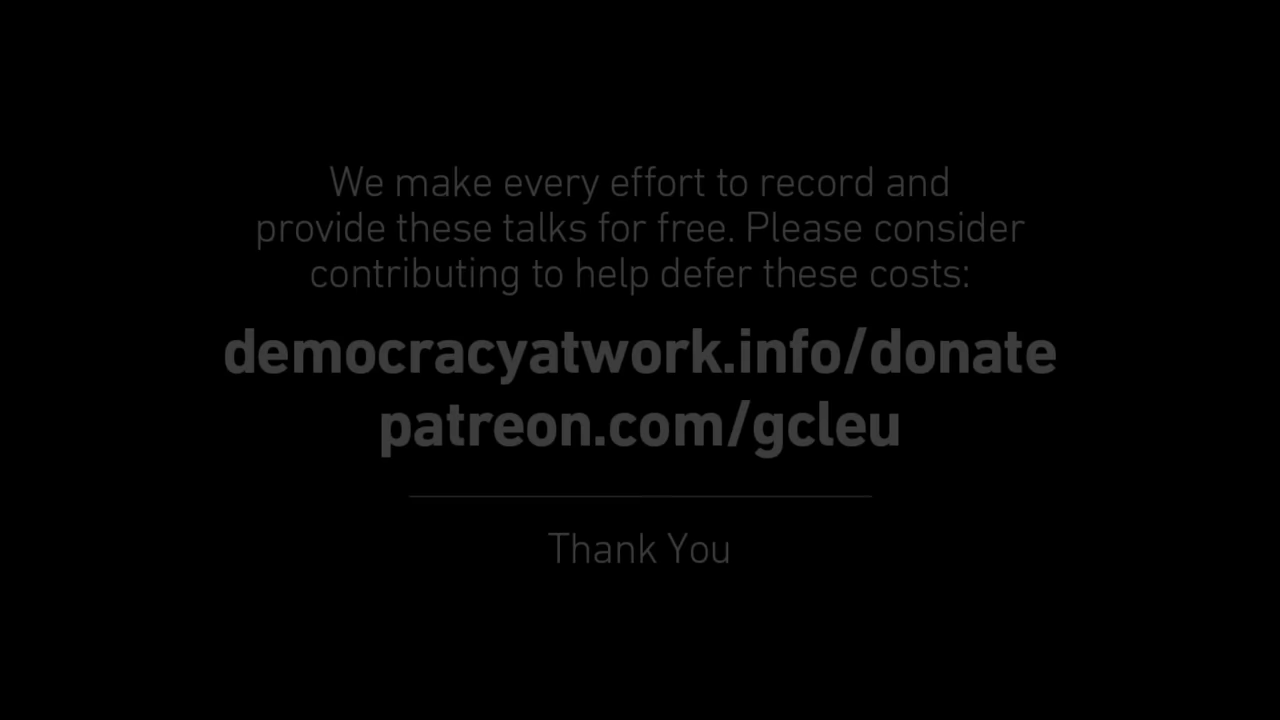 We make every effort to record and
provide these talks for free. Please consider
contributing to help defer these costs:
democracyatwork.info/donate
patreon.com/gcleu
Thank You